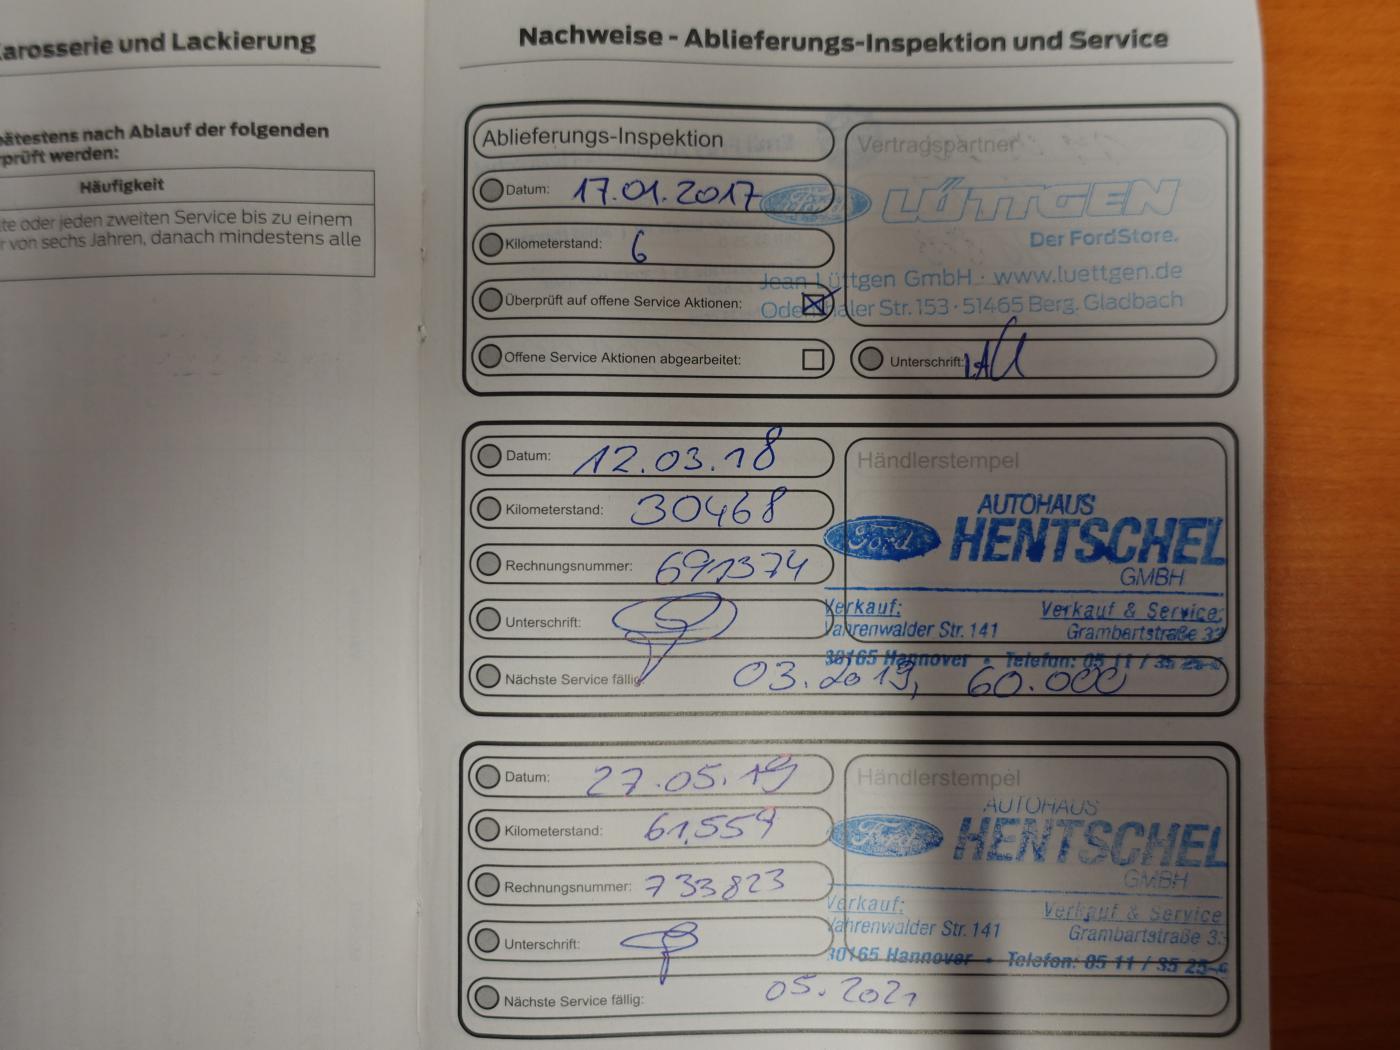 arosserie und Lackierung
ätestens nach Ablauf der folgenden
prüft werden:
Häufigkeit
te oder jeden zweiten Service bis zu einem
r von sechs Jahren, danach mindestens alle
Nachweise - Ablieferungs-Inspektion und Service
Ablieferungs-Inspektion
Datum: 17.01.2017
Kilometerstand: 6
Überprüft auf offene Service Aktionen:
Offene Service Aktionen abgearbeitet:
Vertragspartner
Ford LÜTTGEN
Der FordStore.
Jean Lüttgen GmbH · www.luettgen.de
Odenthaler Str. 153 · 51465 Berg. Gladbach
Unterschrift:
Datum: 12.03.18
Kilometerstand: 30468
Rechnungsnummer: 691374
Unterschrift:
Händlerstempel
AUTOHAUS
Ford HENTSCHEL
GMBH
Verkauf: Verkauf & Service:
Vahrenwalder Str. 141 Grambartstraße 33
30165 Hannover • Telefon: 05 11 / 35 25-
Nächste Service fällig 03.2019, 60.000
Datum: 27.05.19
Kilometerstand: 61,559
Rechnungsnummer: 733823
Unterschrift:
Händlerstempel
AUTOHAUS
Ford HENTSCHEL
GMBH
Verkauf: Verkauf & Service
Vahrenwalder Str. 141 Grambartstraße 3
30165 Hannover • Telefon: 05 11 / 35 25-
Nächste Service fällig: 05.2021